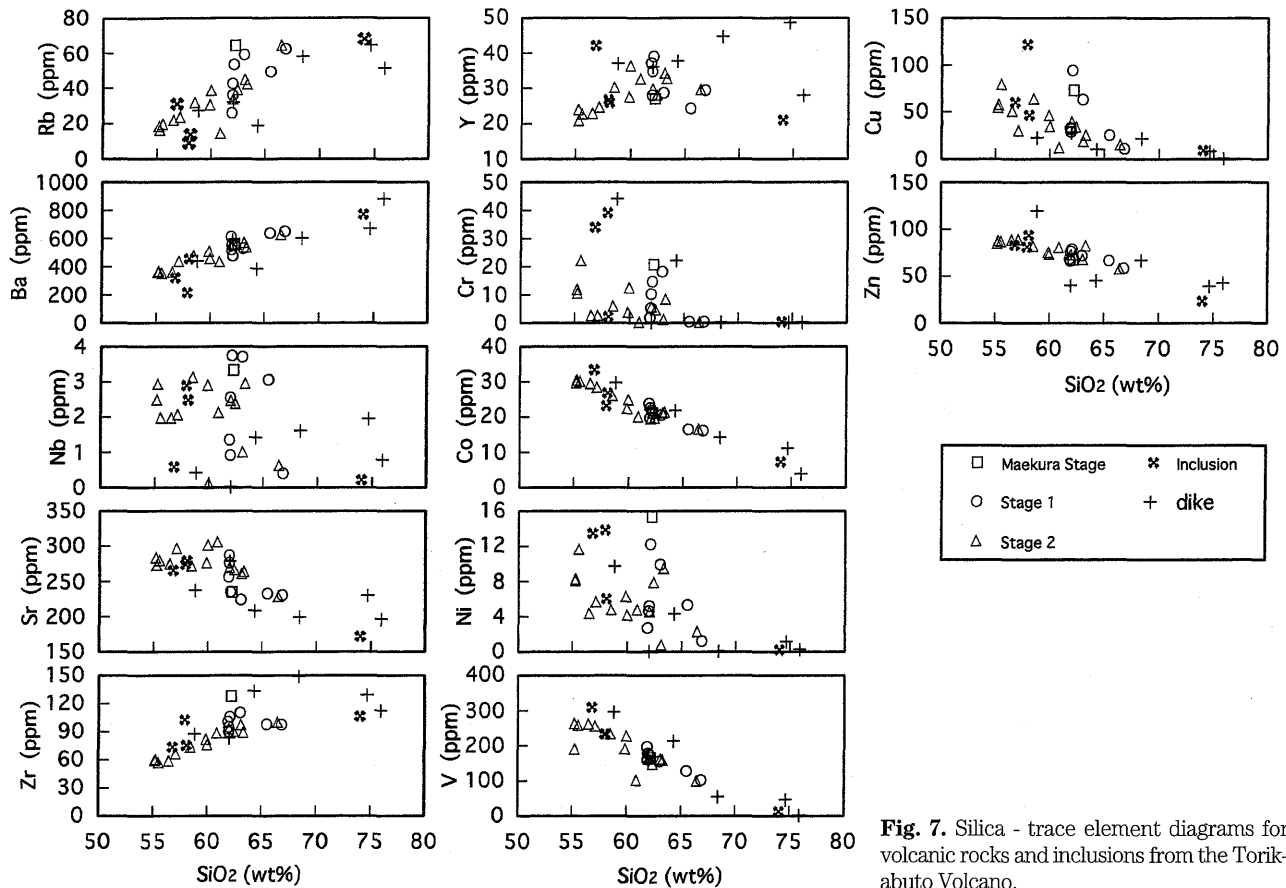 80
60
40
20
0
Rb (ppm)
1000
800
600
400
200
0
Ba (ppm)
4
3
2
1
0
Nb (ppm)
350
300
250
200
150
Sr (ppm)
150
120
90
60
30
0
Zr (ppm)
50 55 60 65 70 75 80
SiO2 (wt%)
50
40
30
20
10
Y (ppm)
50
40
30
20
10
0
Cr (ppm)
40
30
20
10
0
Co (ppm)
16
12
8
4
0
Ni (ppm)
400
300
200
100
0
V (ppm)
50 55 60 65 70 75 80
SiO2 (wt%)
150
100
50
0
Cu (ppm)
150
100
50
0
Zn (ppm)
50 55 60 65 70 75 80
SiO2 (wt%)
Maekura Stage
Inclusion
Stage 1
dike
Stage 2
Fig. 7. Silica - trace element diagrams for
volcanic rocks and inclusions from the Torik-
abuto Volcano.